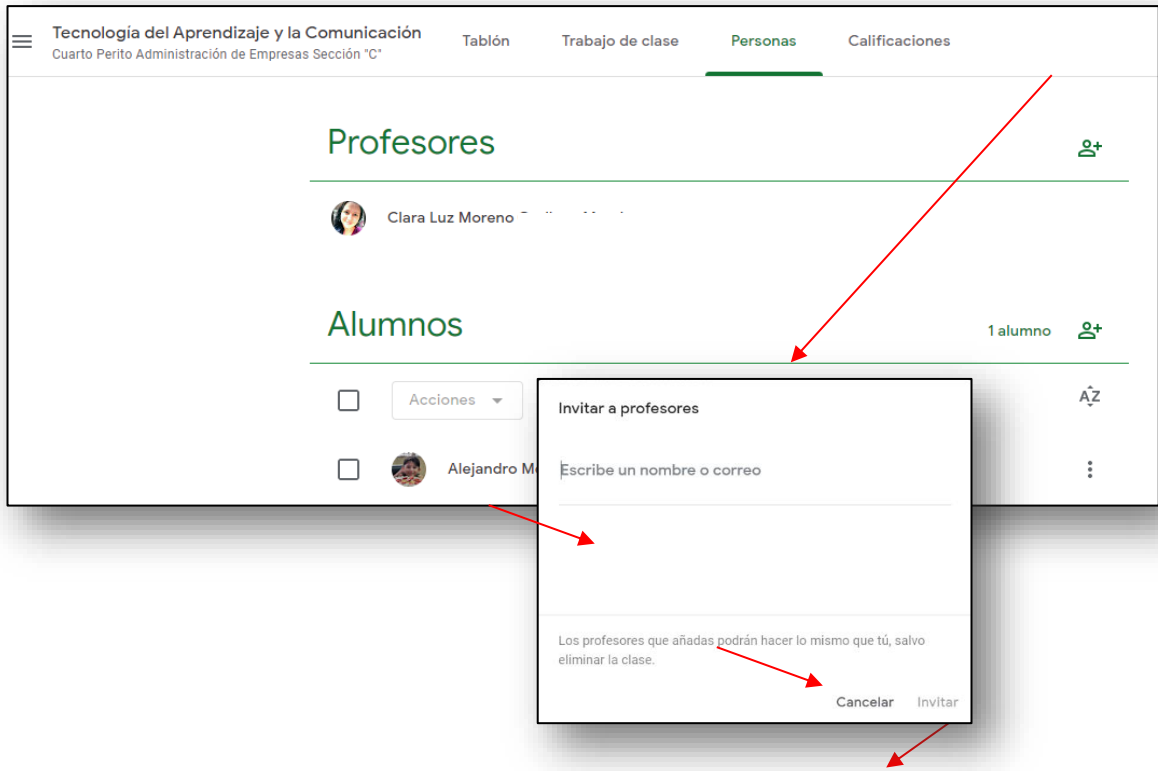 Tecnología del Aprendizaje y la Comunicación
Cuarto Perito Administración de Empresas Sección "C"
Tablón
Trabajo de clase
Personas
Calificaciones
Profesores
Clara Luz Moreno
Alumnos
1 alumno
Acciones
AZ
Alejandro
Invitar a profesores
Escribe un nombre o correo
Los profesores que añadas podrán hacer lo mismo que tú, salvo
eliminar la clase.
Cancelar
Invitar